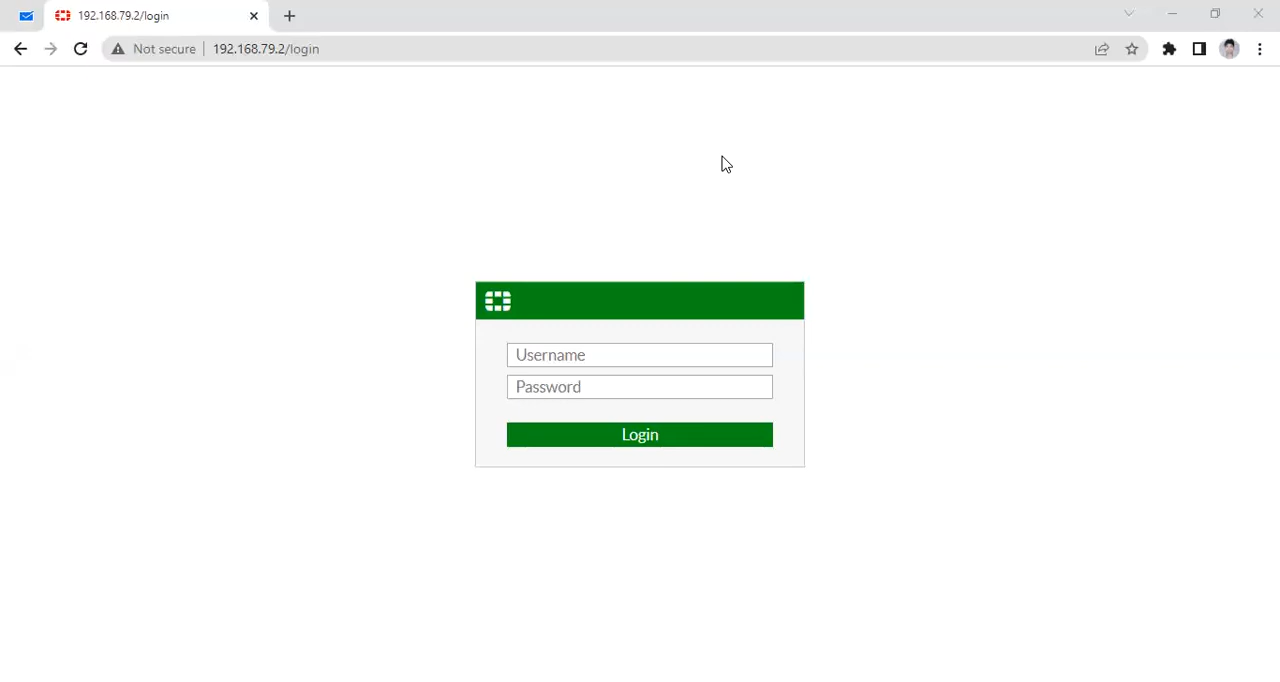 192.168.79.2/login
Not secure
192.168.79.2/login
Username
Password
Login